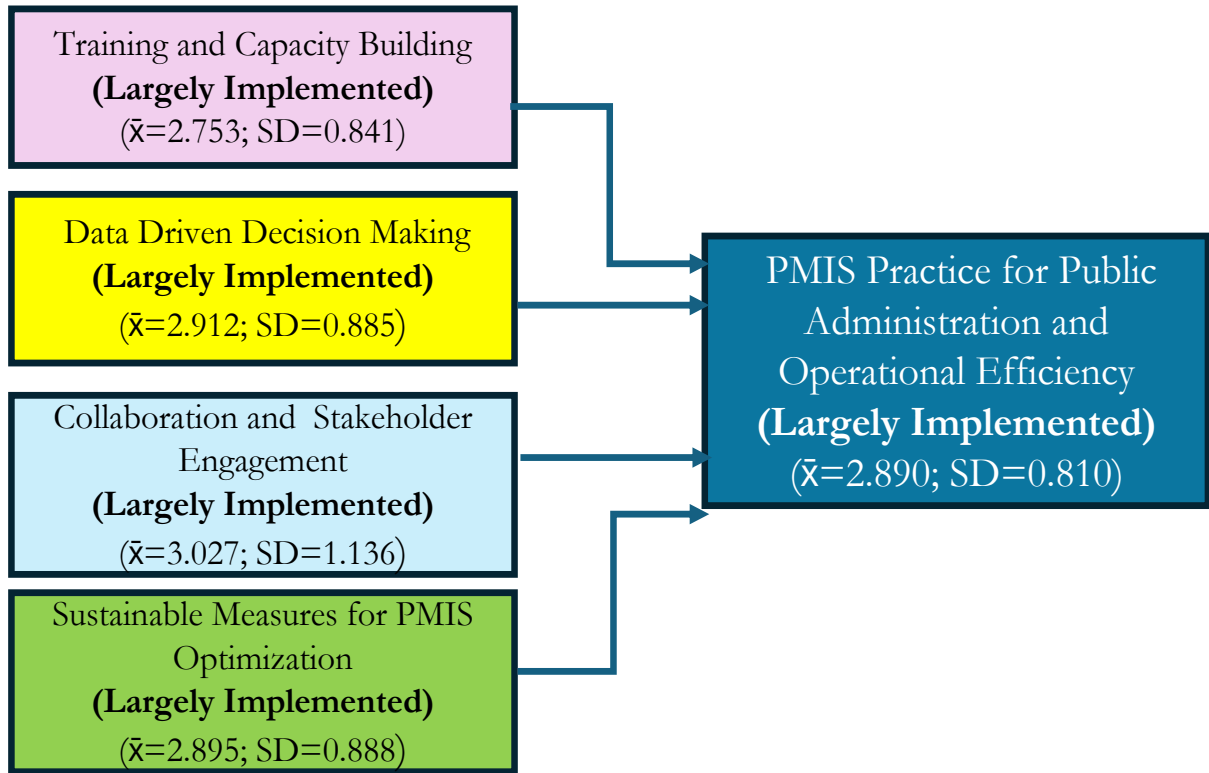 Training and Capacity Building
(Largely Implemented)
(x̄=2.753; SD=0.841)
Data Driven Decision Making
(Largely Implemented)
(x̄=2.912; SD=0.885)
Collaboration and Stakeholder
Engagement
(Largely Implemented)
(x̄=3.027; SD=1.136)
Sustainable Measures for PMIS
Optimization
(Largely Implemented)
(x̄=2.895; SD=0.888)
PMIS Practice for Public
Administration and
Operational Efficiency
(Largely Implemented)
(x̄=2.890; SD=0.810)